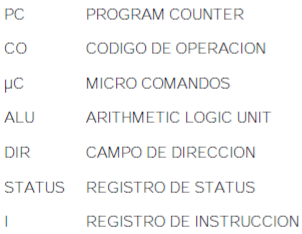 PC PROGRAM COUNTER
CO CODIGO DE OPERACION
µC MICRO COMANDOS
ALU ARITHMETIC LOGIC UNIT
DIR CAMPO DE DIRECCION
STATUS REGISTRO DE STATUS
I REGISTRO DE INSTRUCCION